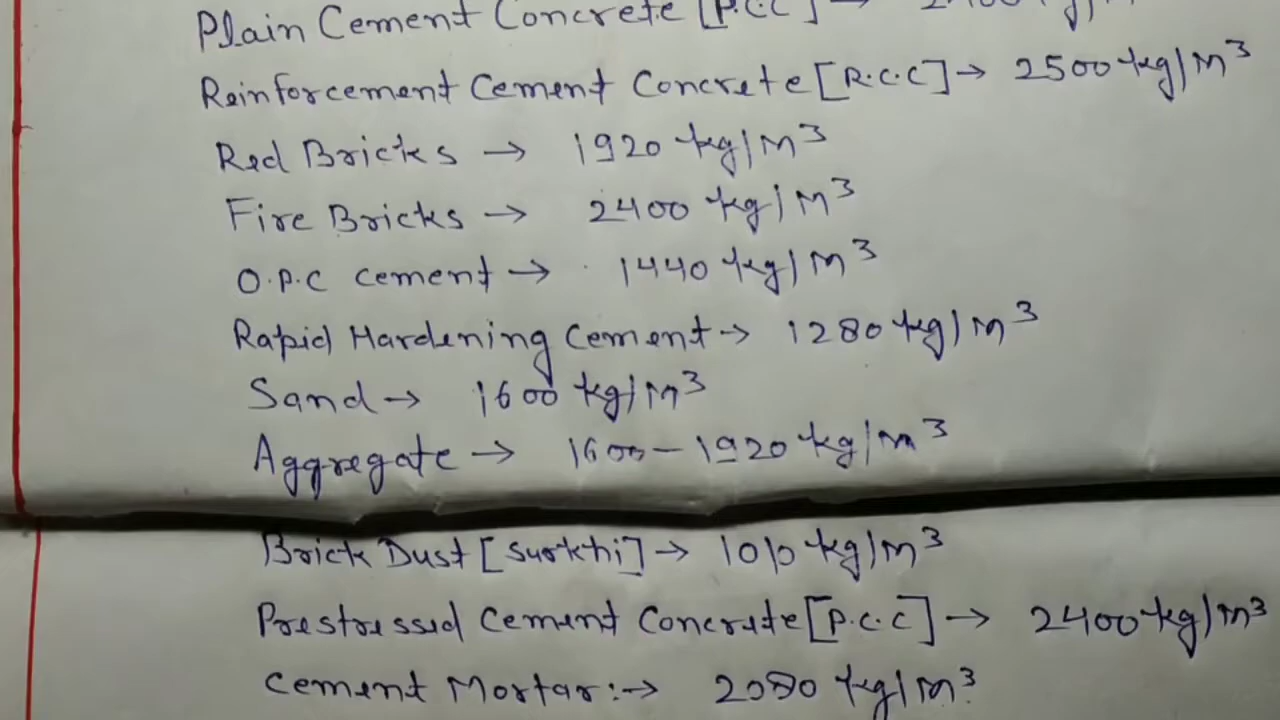 Plain Cement Concrete [P.C.C] →
Reinforcement Cement Concrete [R.C.C] → 2500 kg/m³
Red Bricks → 1920 kg/m³
Fire Bricks → 2400 kg/m³
O.P.C cement → 1440 kg/m³
Rapid Hardening Cement → 1280 kg/m³
Sand → 1600 kg/m³
Aggregate → 1600 – 1920 kg/m³
Brick Dust [Surkhi] → 1010 kg/m³
Prestressed Cement Concrete [P.C.C] → 2400 kg/m³
Cement Mortar :→ 2080 kg/m³